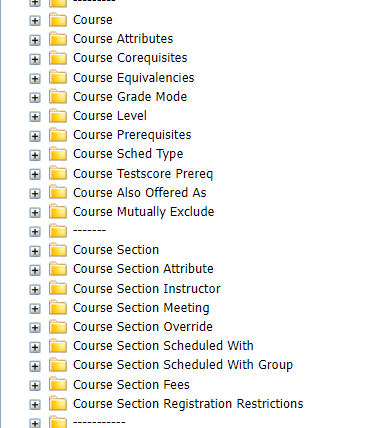 ---------
Course
Course Attributes
Course Corequisites
Course Equivalencies
Course Grade Mode
Course Level
Course Prerequisites
Course Sched Type
Course Testscore Prereq
Course Also Offered As
Course Mutually Exclude
-------
Course Section
Course Section Attribute
Course Section Instructor
Course Section Meeting
Course Section Override
Course Section Scheduled With
Course Section Scheduled With Group
Course Section Fees
Course Section Registration Restrictions
-----------